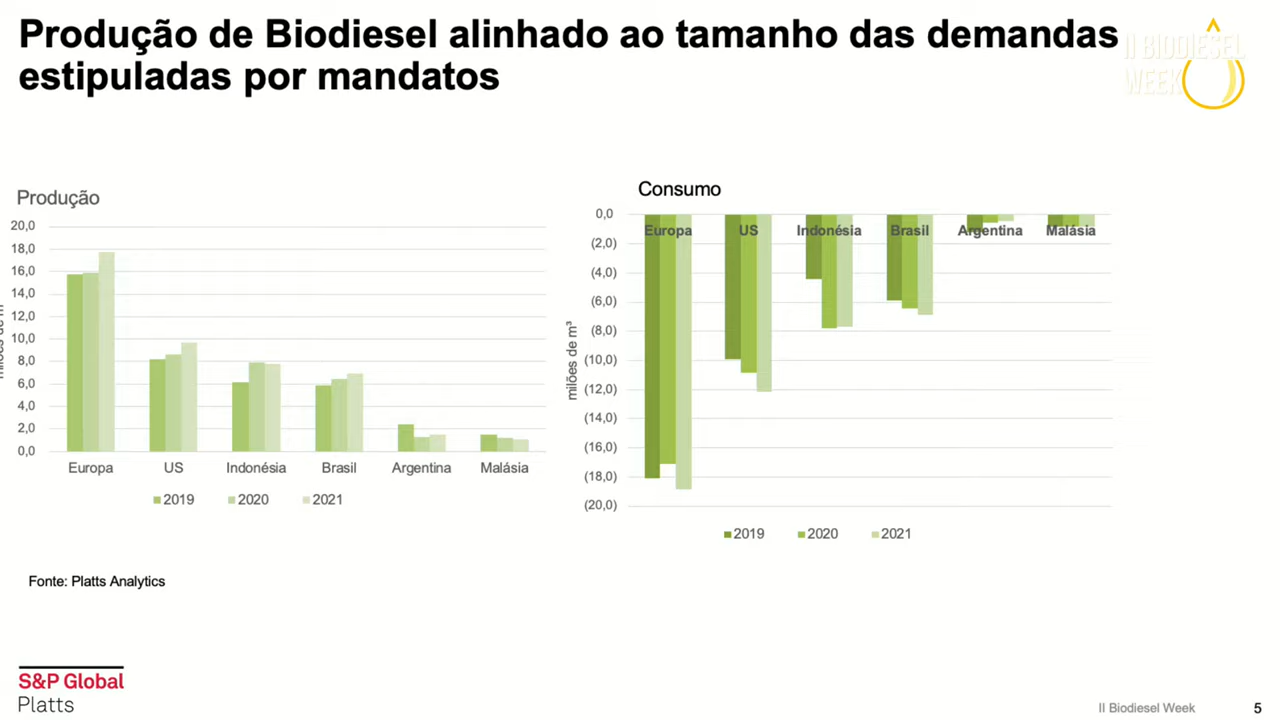 Produção de Biodiesel alinhado ao tamanho das demandas
estipuladas por mandatos
II BIODIESEL
WEEK
Produção
20,0
18,0
16,0
14,0
12,0
10,0
8,0
6,0
4,0
2,0
0,0
Europa US Indonésia Brasil Argentina Malásia
2019 2020 2021
Consumo
milões de m³
0,0
(2,0)
(4,0)
(6,0)
(8,0)
(10,0)
(12,0)
(14,0)
(16,0)
(18,0)
(20,0)
Europa US Indonésia Brasil Argentina Malásia
2019 2020 2021
Fonte: Platts Analytics
S&P Global
Platts
II Biodiesel Week
5